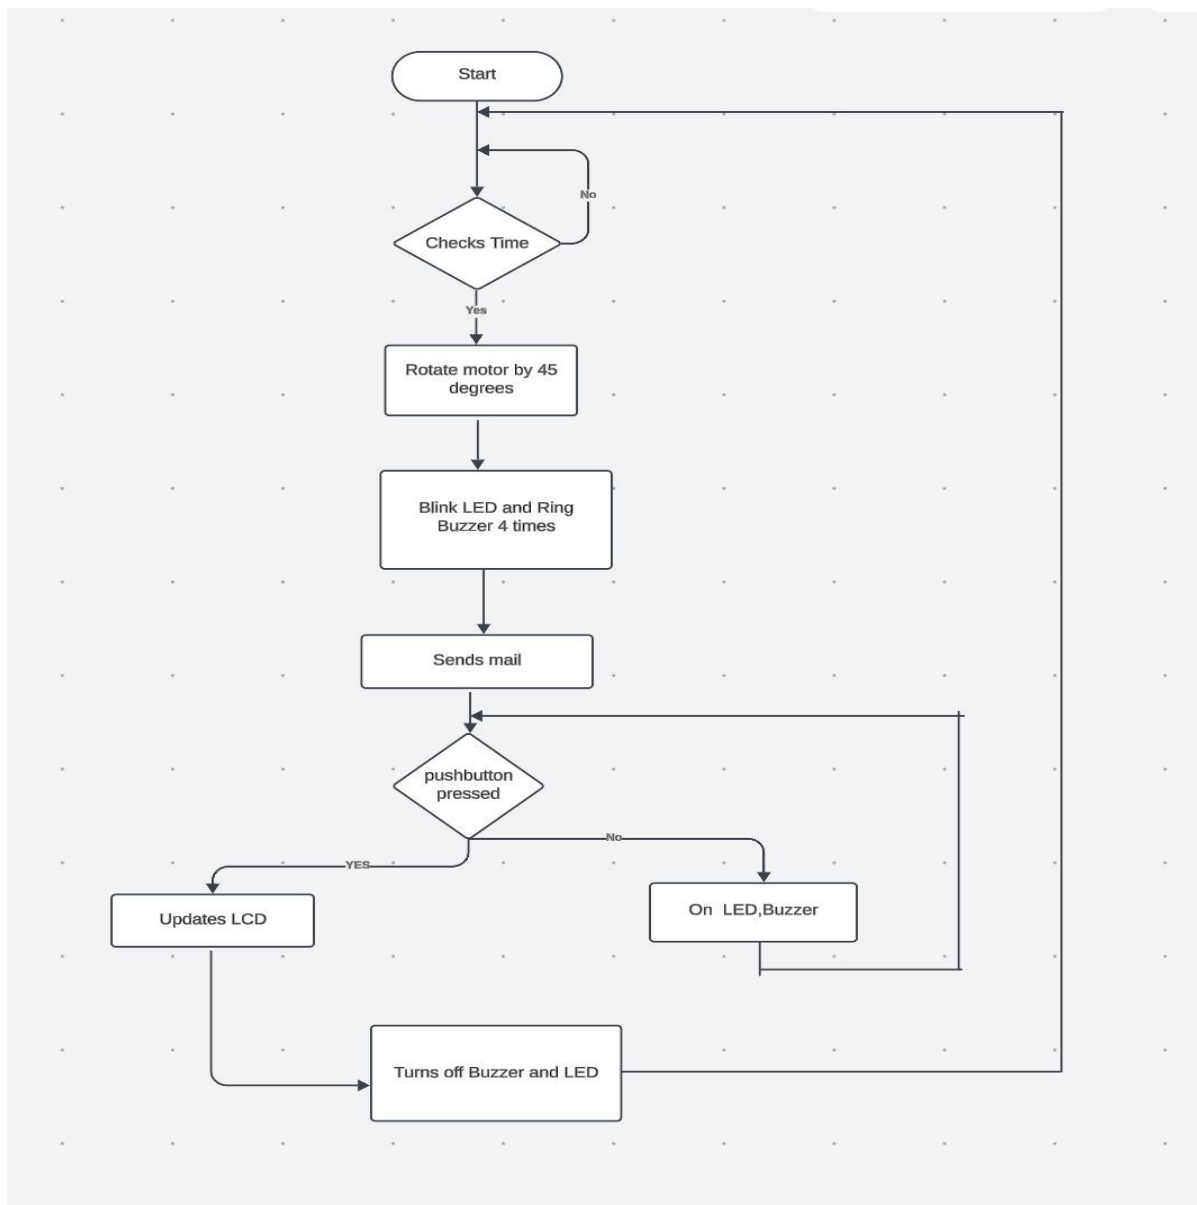 Start
No
Checks Time
Yes
Rotate motor by 45
degrees
Blink LED and Ring
Buzzer 4 times
Sends mail
pushbutton
pressed
No
YES
Updates LCD
On  LED,Buzzer
Turns off Buzzer and LED